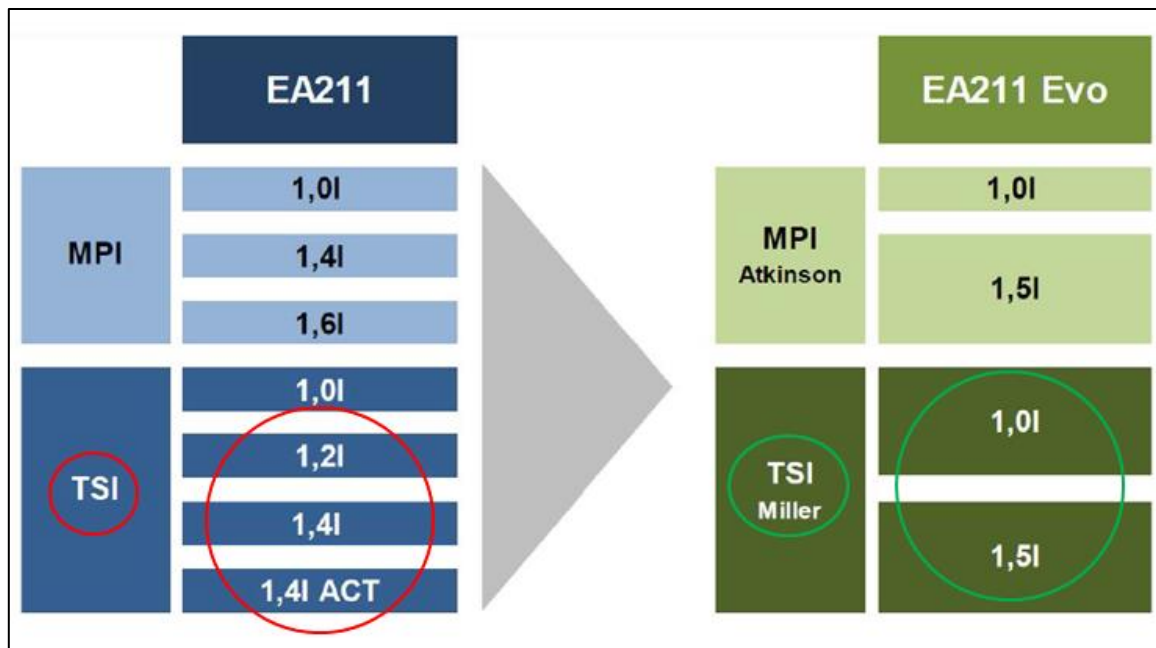 EA211
EA211 Evo
MPI
1,0l
1,4l
1,6l
MPI
Atkinson
1,0l
1,5l
TSI
1,0l
1,2l
1,4l
1,4l ACT
TSI
Miller
1,0l
1,5l